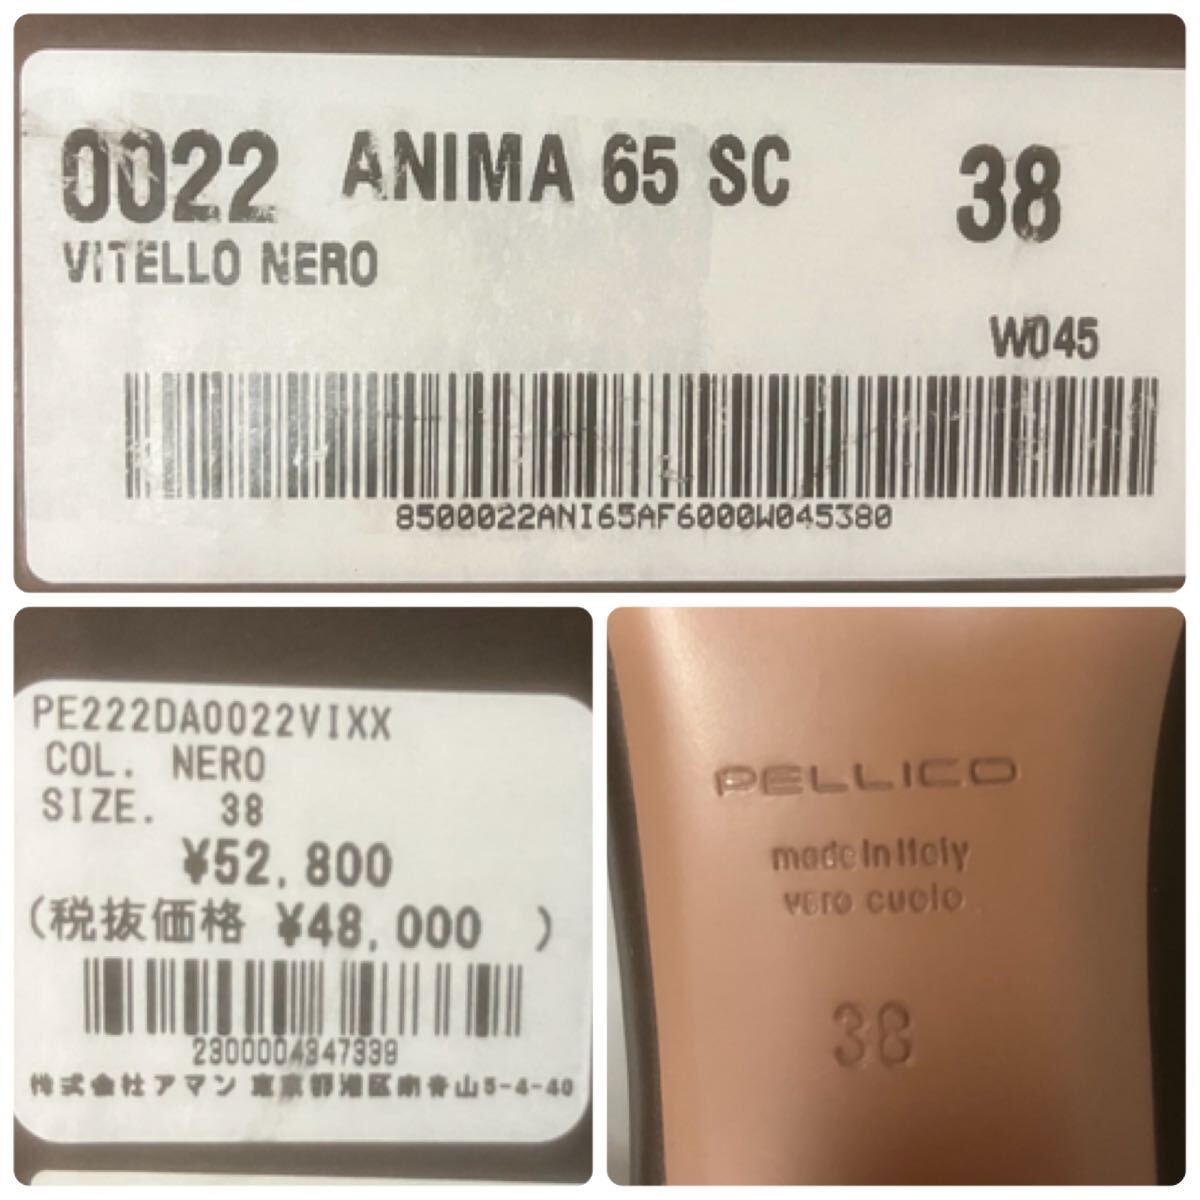 0022 ANIMA 65 SC 38
VITELLO NERO
W045
8500022ANI65AF6000W045380
PE222DA0022VIXX
COL. NERO
SIZE. 38
¥52,800
(税抜価格 ¥48,000 )
2300004347339
株式会社アマン 東京都港区南青山5-4-40
PELLICO
made in Italy
vero cuoio
38